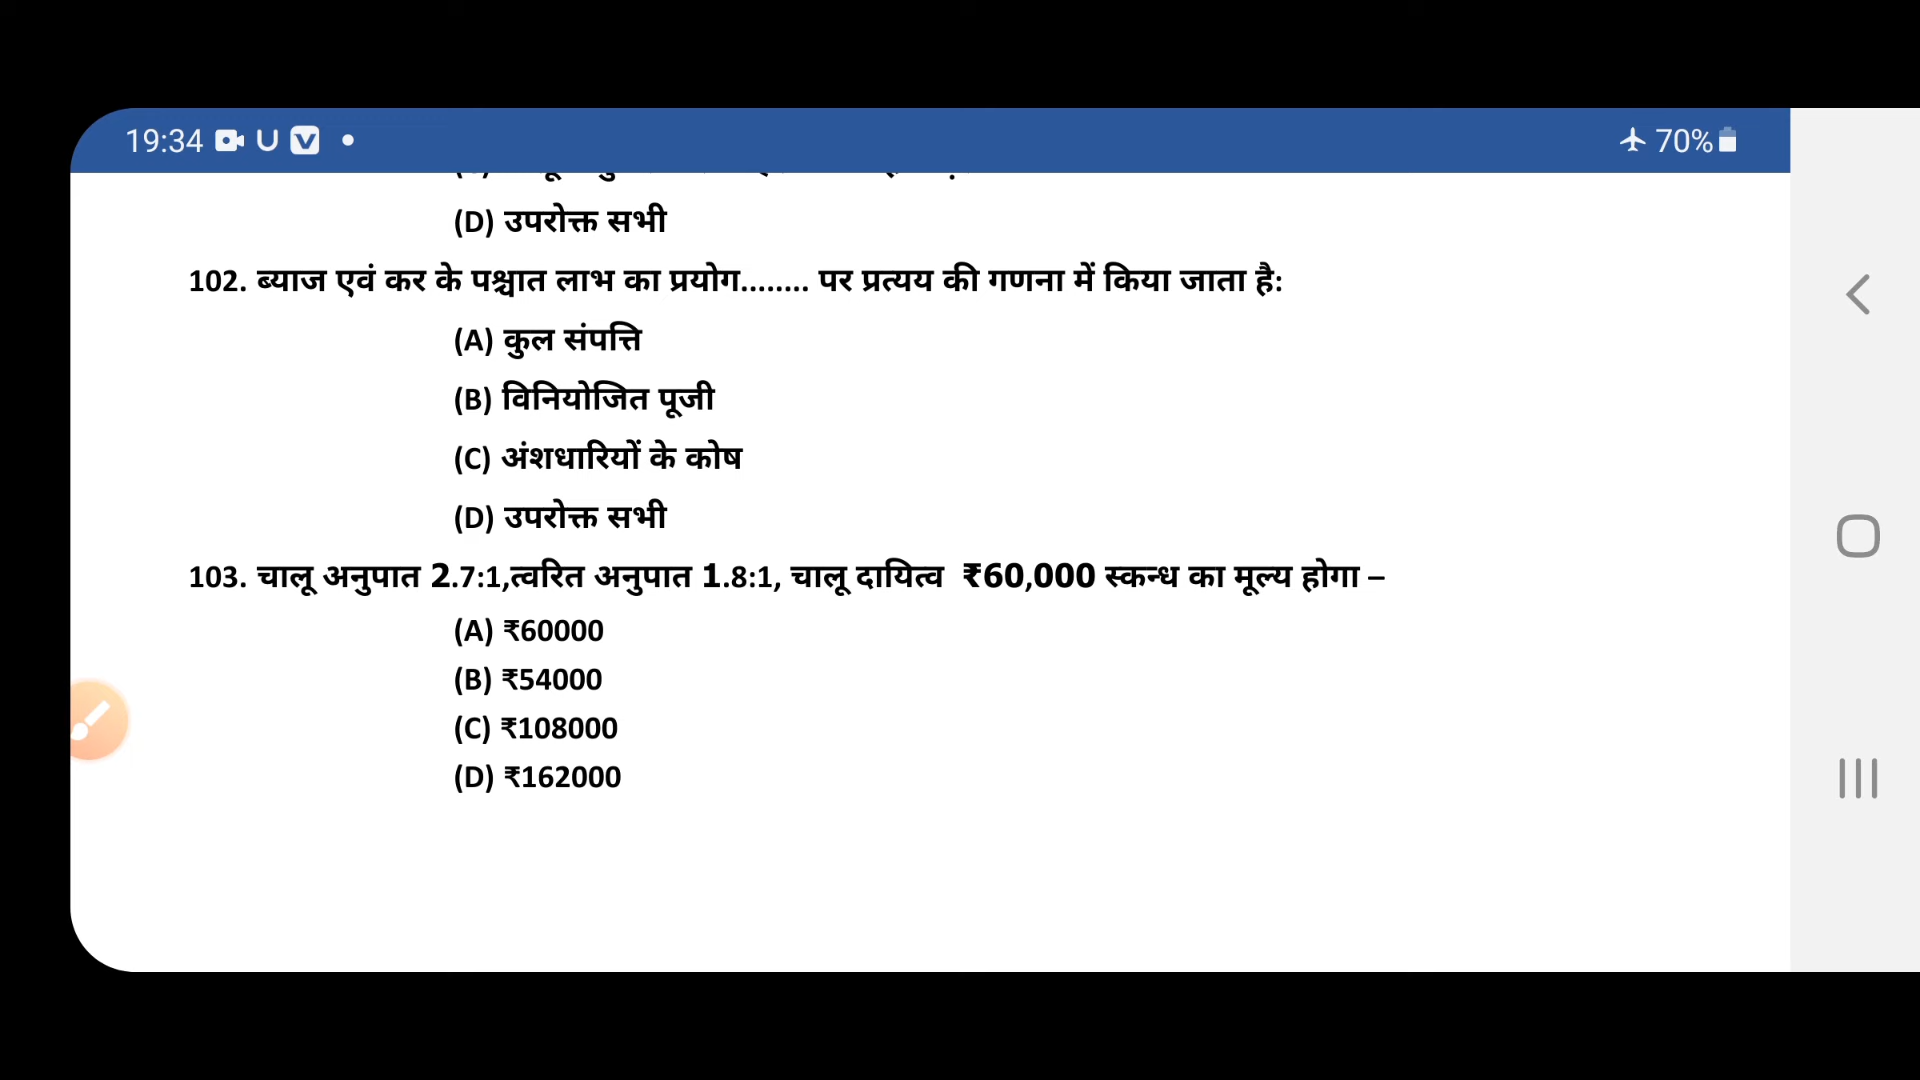 19:34
70%
(D) उपरोक्त सभी
102. ब्याज एवं कर के पश्चात लाभ का प्रयोग........ पर प्रत्यय की गणना में किया जाता है:
(A) कुल संपत्ति
(B) विनियोजित पूजी
(C) अंशधारियों के कोष
(D) उपरोक्त सभी
103. चालू अनुपात 2.7:1,त्वरित अनुपात 1.8:1, चालू दायित्व ₹60,000 स्कन्ध का मूल्य होगा –
(A) ₹60000
(B) ₹54000
(C) ₹108000
(D) ₹162000